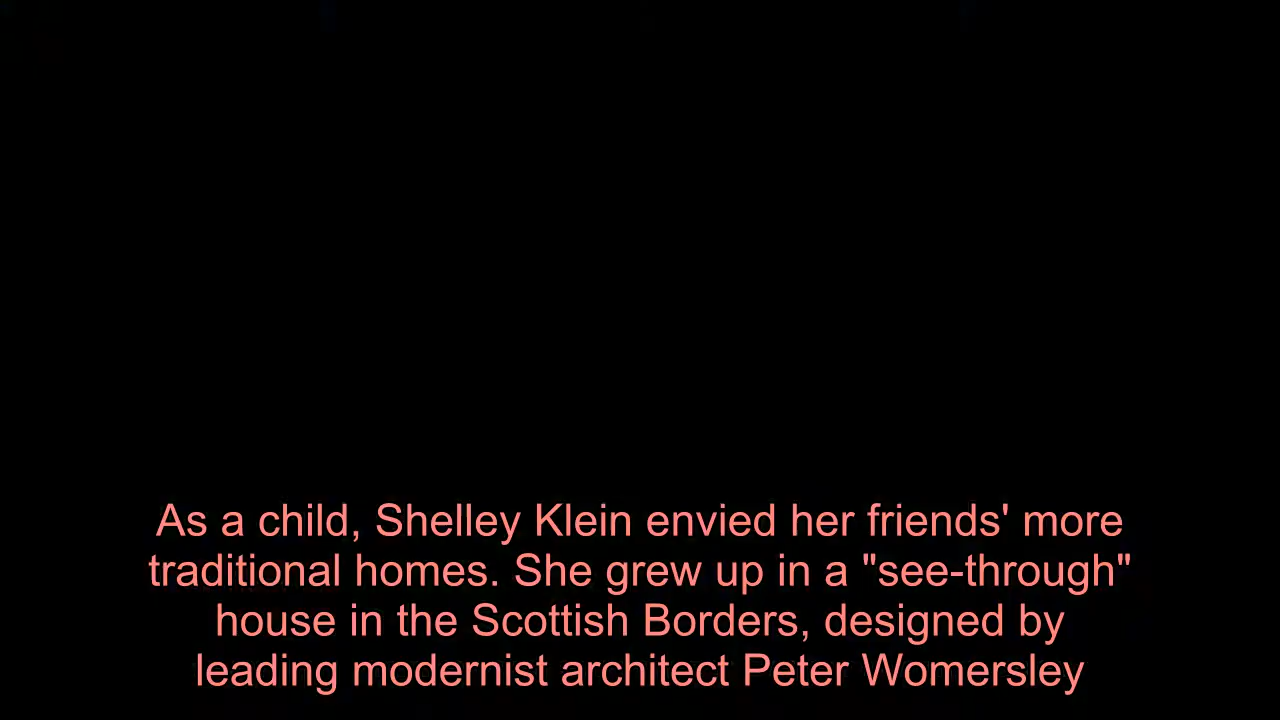 As a child, Shelley Klein envied her friends' more
traditional homes. She grew up in a "see-through"
house in the Scottish Borders, designed by
leading modernist architect Peter Womersley